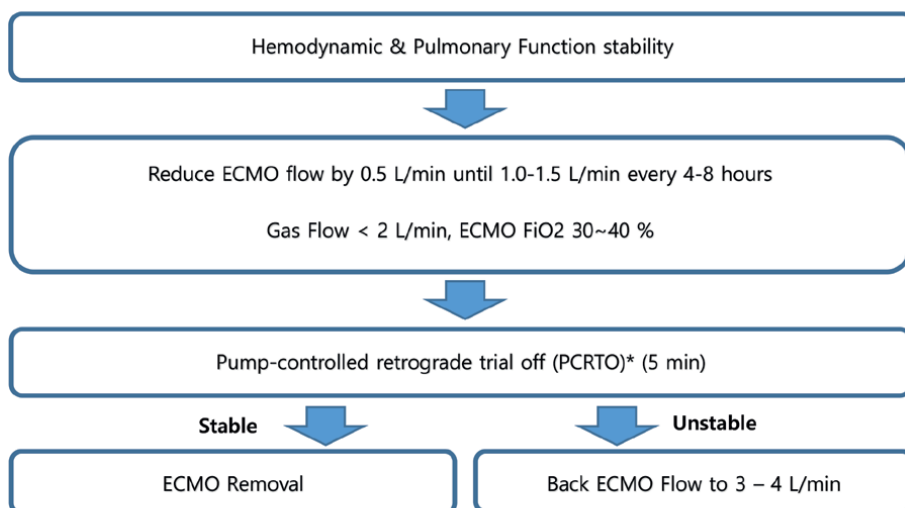 Hemodynamic & Pulmonary Function stability
Reduce ECMO flow by 0.5 L/min until 1.0-1.5 L/min every 4-8 hours
Gas Flow < 2 L/min, ECMO FiO2 30~40 %
Pump-controlled retrograde trial off (PCRTO)* (5 min)
Stable
Unstable
ECMO Removal
Back ECMO Flow to 3 – 4 L/min